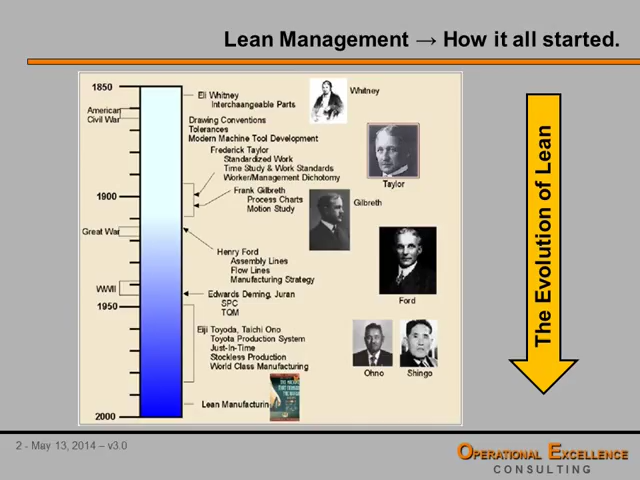 Lean Management → How it all started.
1850
Eli Whitney
Interchaangeable Parts
Whitney
American
Civil War
Drawing Conventions
Tolerances
Modern Machine Tool Development
Frederick Taylor
Standardized Work
Time Study & Work Standards
Worker/Management Dichotomy
Taylor
1900
Frank Gilbreth
Process Charts
Motion Study
Gilbreth
Great War
Henry Ford
Assembly Lines
Flow Lines
Manufacturing Strategy
Ford
WWII
1950
Edwards Deming, Juran
SPC
TQM
Eiji Toyoda, Taichi Ono
Toyota Production System
Just-In-Time
Stockless Production
World Class Manufacturing
Ohno
Shingo
Lean Manufacturin
2000
The Evolution of Lean
2 - May 13, 2014 – v3.0
OPERATIONAL EXCELLENCE
CONSULTING